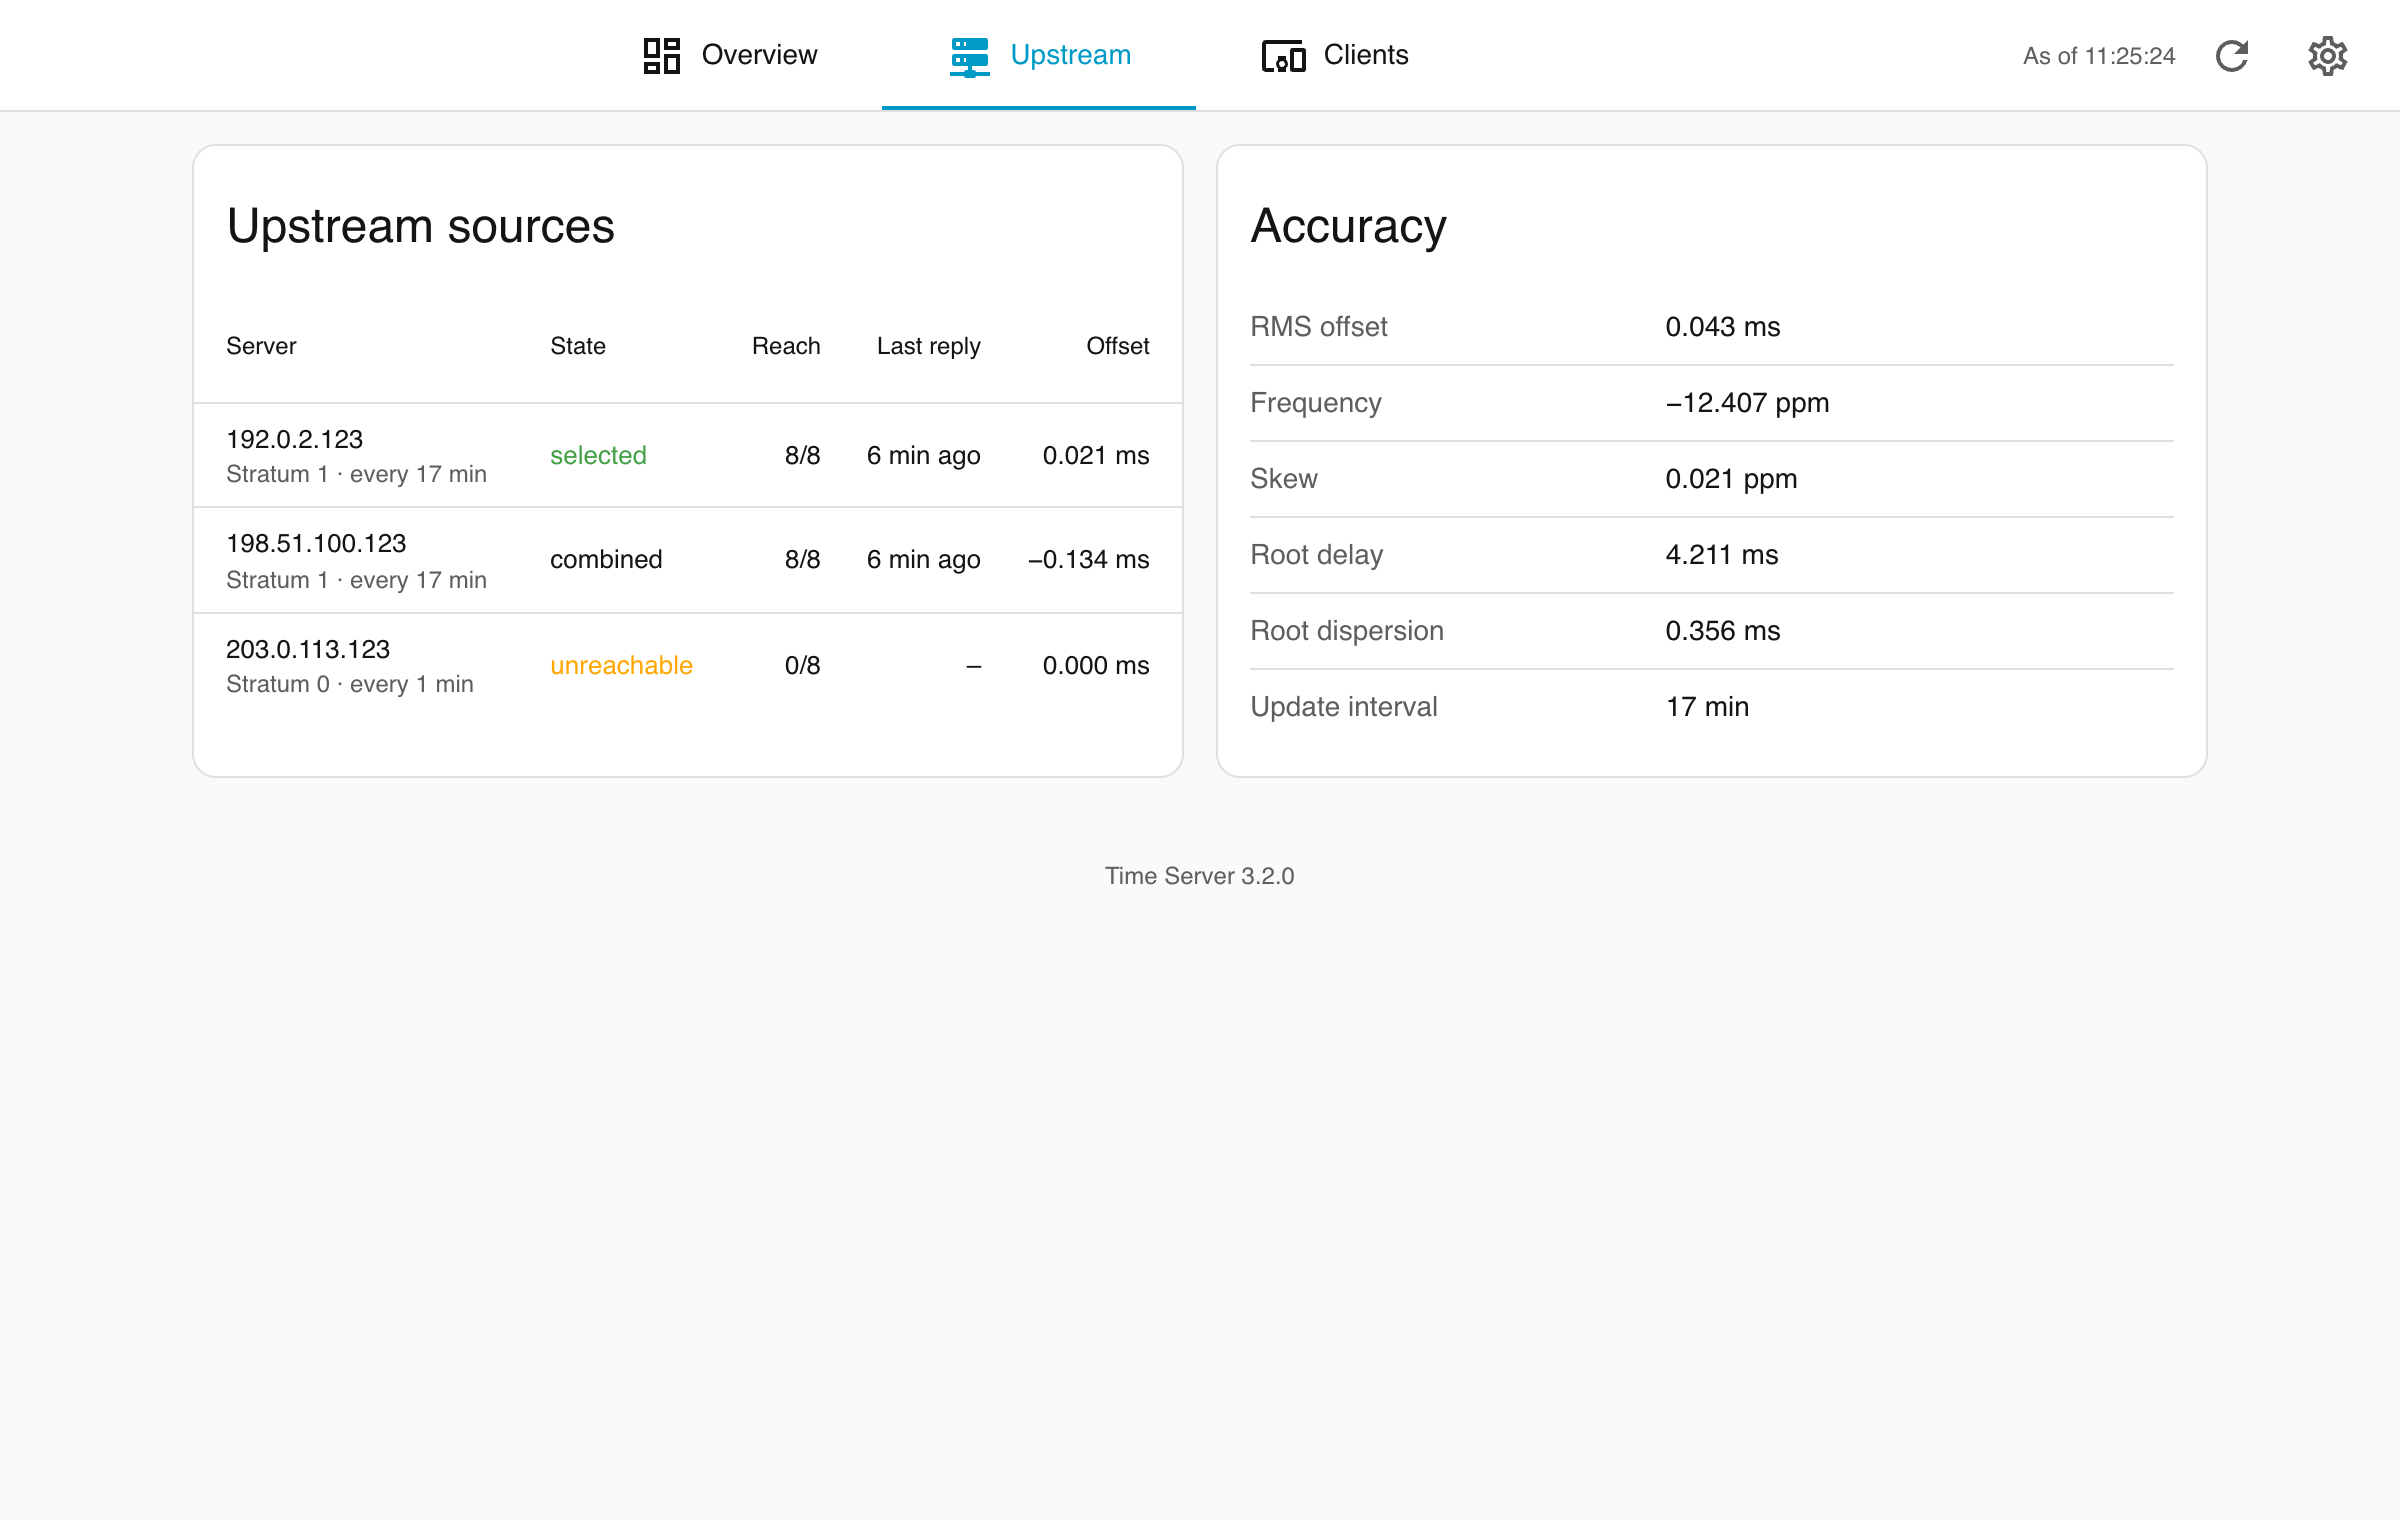 Overview
Upstream
Clients
As of 11:25:24
Upstream sources
Server State Reach Last reply Offset
192.0.2.123
Stratum 1 · every 17 min
selected 8/8 6 min ago 0.021 ms
198.51.100.123
Stratum 1 · every 17 min
combined 8/8 6 min ago −0.134 ms
203.0.113.123
Stratum 0 · every 1 min
unreachable 0/8 – 0.000 ms
Accuracy
RMS offset 0.043 ms
Frequency −12.407 ppm
Skew 0.021 ppm
Root delay 4.211 ms
Root dispersion 0.356 ms
Update interval 17 min
Time Server 3.2.0